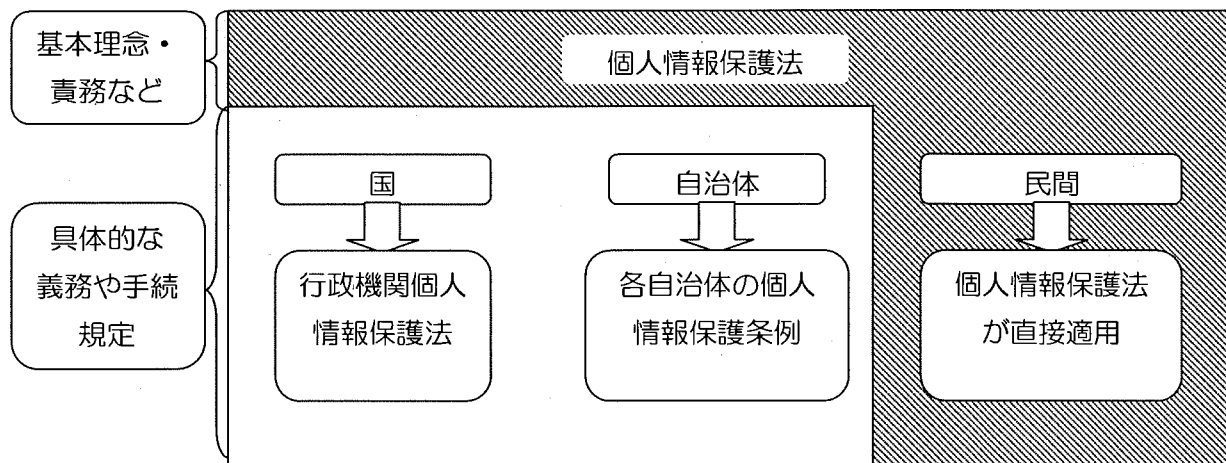 基本理念・
責務など
個人情報保護法
国
自治体
民間
具体的な
義務や手続
規定
行政機関個人
情報保護法
各自治体の個人
情報保護条例
個人情報保護法
が直接適用